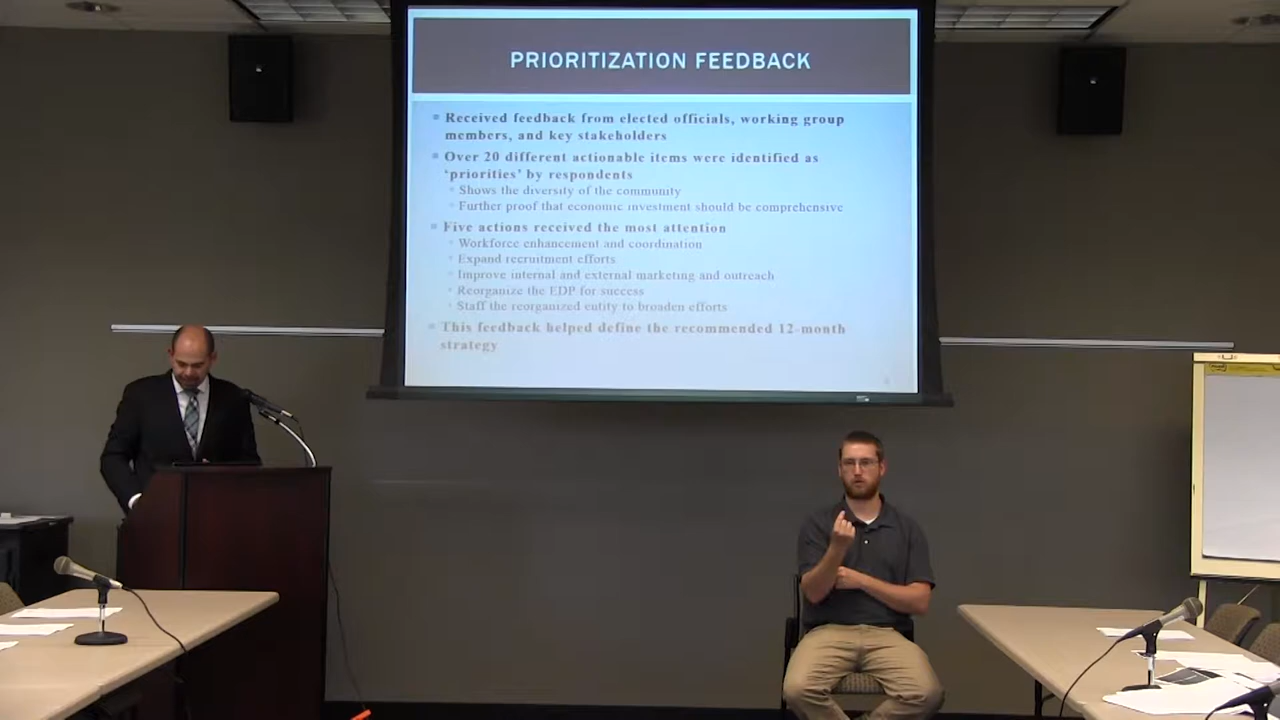 PRIORITIZATION FEEDBACK
Received feedback from elected officials, working group
members, and key stakeholders
Over 20 different actionable items were identified as
‘priorities’ by respondents
Shows the diversity of the community
Further proof that economic investment should be comprehensive
Five actions received the most attention
Workforce enhancement and coordination
Expand recruitment efforts
Improve internal and external marketing and outreach
Reorganize the EDP for success
Staff the reorganized entity to broaden efforts
This feedback helped define the recommended 12-month
strategy